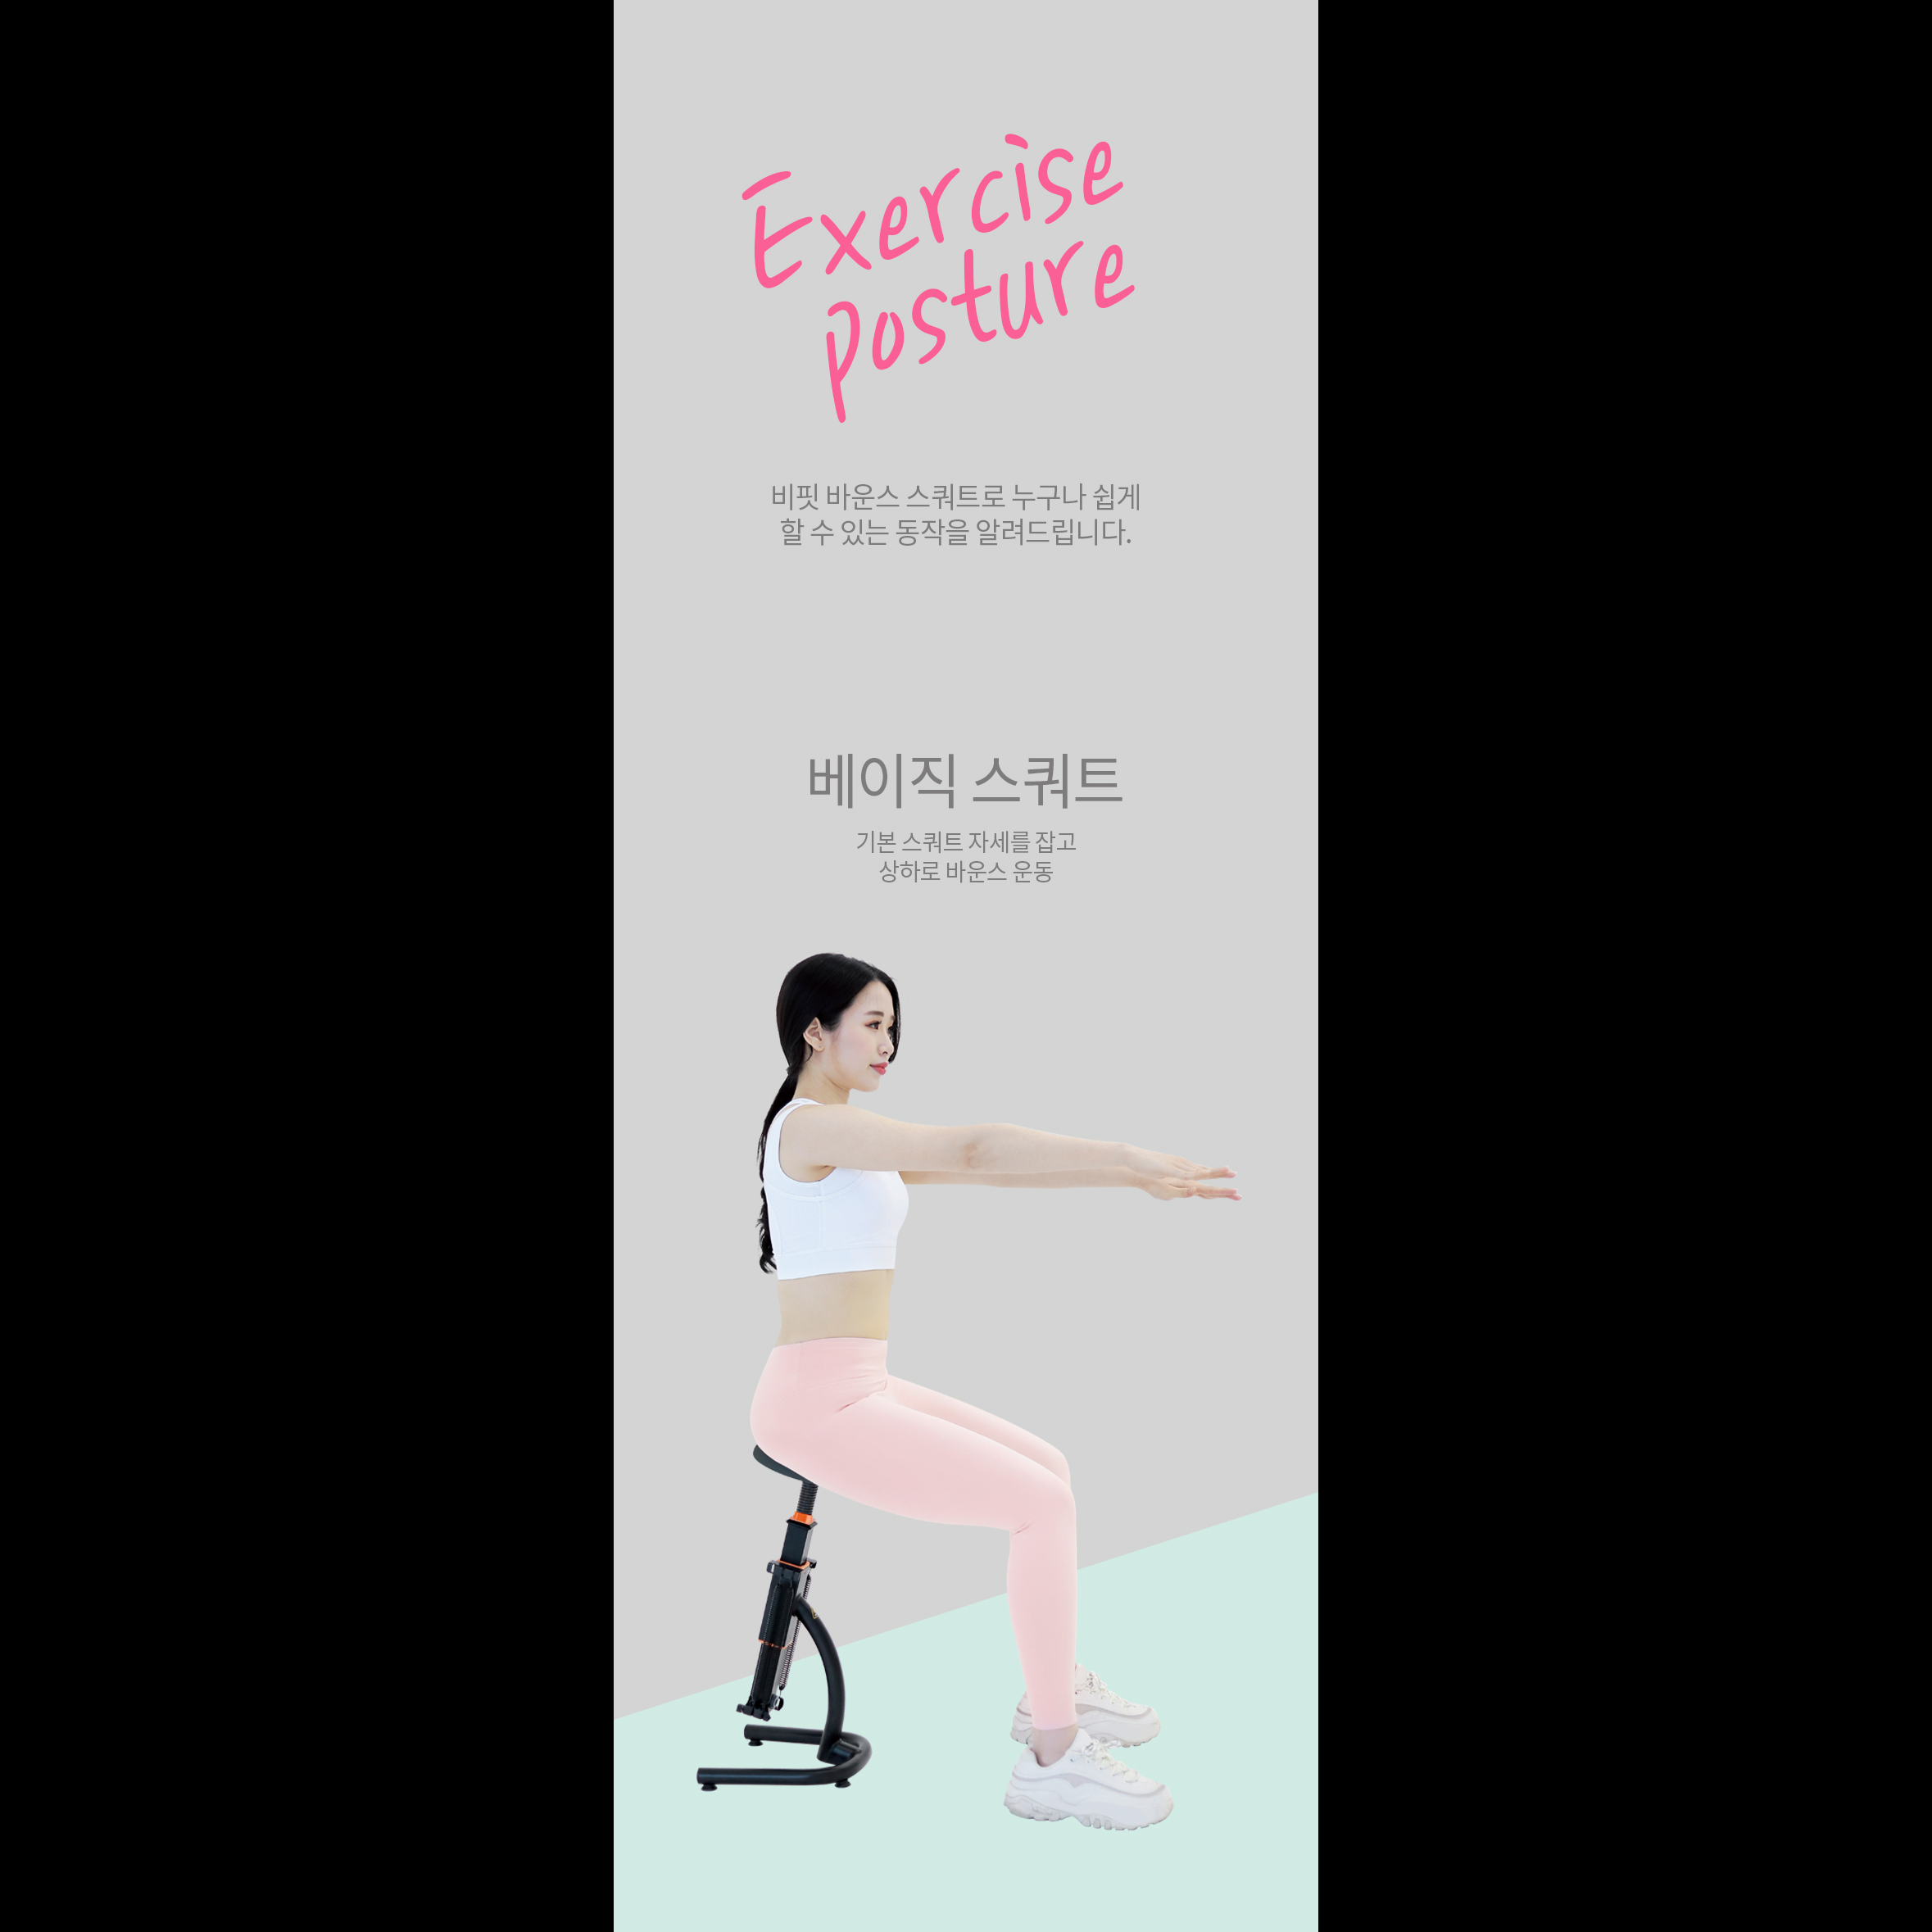 Exercise
posture
비핏 바운스 스쿼트로 누구나 쉽게
할 수 있는 동작을 알려드립니다.
베이직 스쿼트
기본 스쿼트 자세를 잡고
상하로 바운스 운동